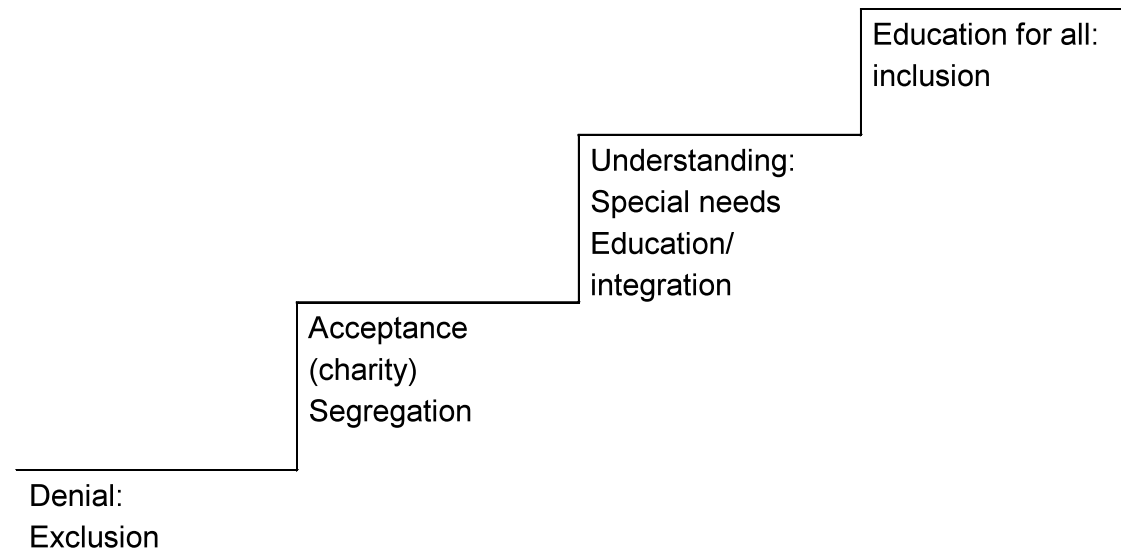 Education for all:
inclusion
Understanding:
Special needs
Education/
integration
Acceptance
(charity)
Segregation
Denial:
Exclusion